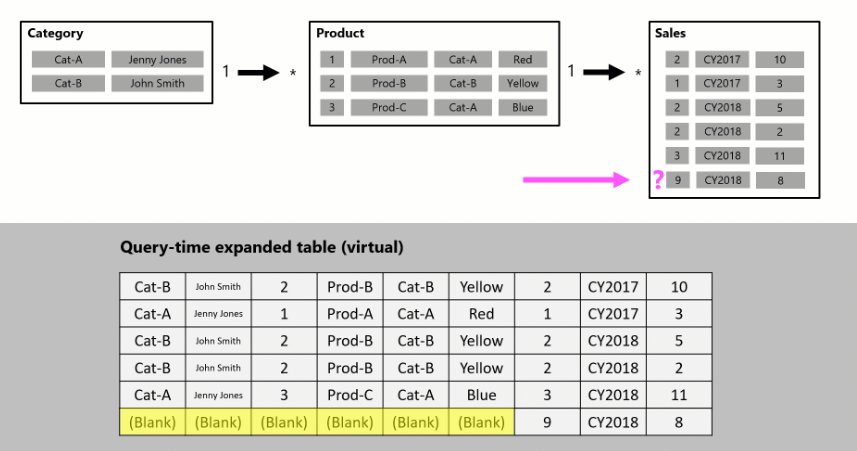 Category
Cat-A Jenny Jones
Cat-B John Smith
1 *
Product
1 Prod-A Cat-A Red
2 Prod-B Cat-B Yellow
3 Prod-C Cat-A Blue
1 *
Sales
2 CY2017 10
1 CY2017 3
2 CY2018 5
2 CY2018 2
3 CY2018 11
? 9 CY2018 8
Query-time expanded table (virtual)
Cat-B John Smith 2 Prod-B Cat-B Yellow 2 CY2017 10
Cat-A Jenny Jones 1 Prod-A Cat-A Red 1 CY2017 3
Cat-B John Smith 2 Prod-B Cat-B Yellow 2 CY2018 5
Cat-B John Smith 2 Prod-B Cat-B Yellow 2 CY2018 2
Cat-A Jenny Jones 3 Prod-C Cat-A Blue 3 CY2018 11
(Blank) (Blank) (Blank) (Blank) (Blank) (Blank) 9 CY2018 8